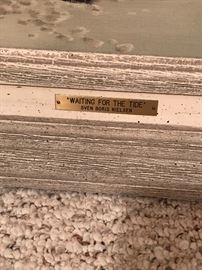 "WAITING FOR THE TIDE"
SVEN BORIS NIELSEN